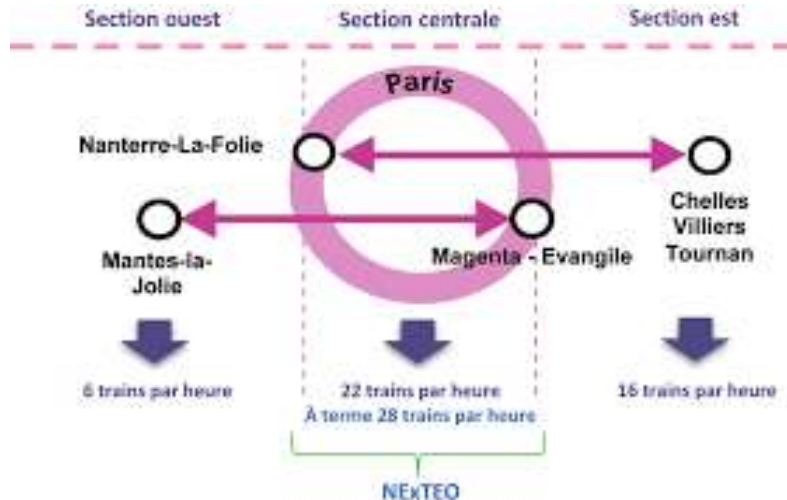 Section ouest
Section centrale
Section est
Paris
Nanterre-La-Folie
Chelles
Villiers
Tournan
Mantes-la-
Jolie
Magenta - Evangile
6 trains par heure
22 trains par heure
À terme 28 trains par heure
16 trains par heure
NExTEO